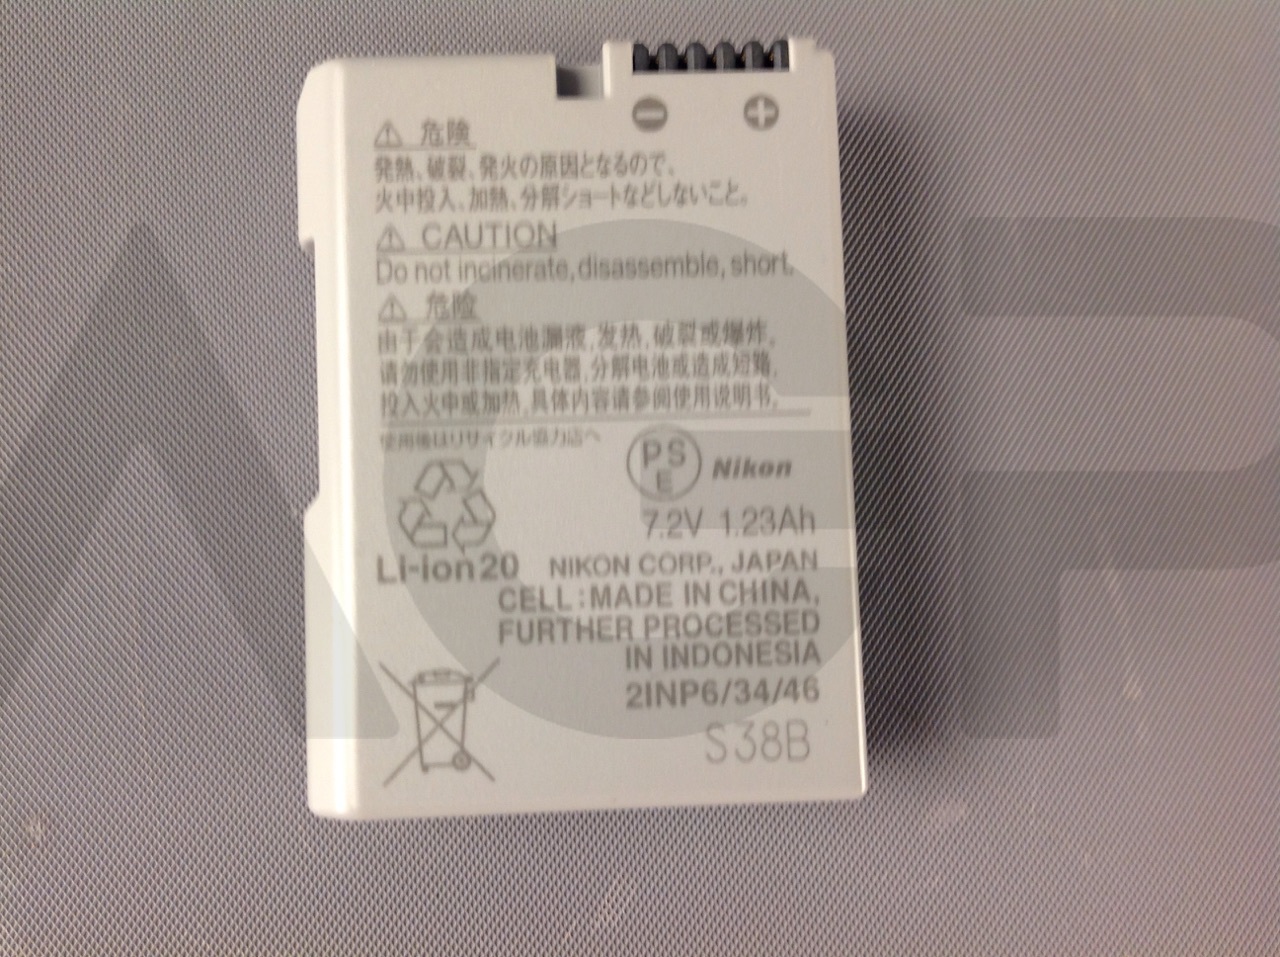 ⚠ 危険
発熱、破裂、発火の原因となるので、
火中投入、加熱、分解ショートなどしないこと。
⚠ CAUTION
Do not incinerate, disassemble, short.
⚠ 危险
由于会造成电池漏液,发热,破裂或爆炸,
请勿使用非指定充电器,分解电池或造成短路,
投入火中或加热,具体内容请参阅使用说明书。
使用後はリサイクル協力店へ
PS
E
Nikon
7.2V 1.23Ah
Li-ion20
NIKON CORP., JAPAN
CELL:MADE IN CHINA,
FURTHER PROCESSED
IN INDONESIA
2INP6/34/46
S38B
ACP